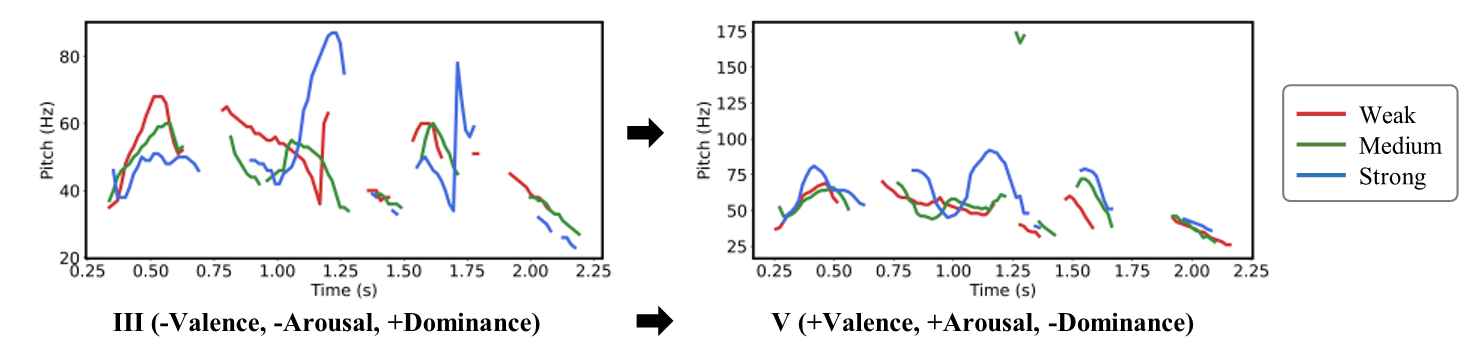 Pitch (Hz)
80
60
40
20
0.25 0.50 0.75 1.00 1.25 1.50 1.75 2.00 2.25
Time (s)
III (-Valence, -Arousal, +Dominance)
Pitch (Hz)
175
150
125
100
75
50
25
0.25 0.50 0.75 1.00 1.25 1.50 1.75 2.00 2.25
Time (s)
V (+Valence, +Arousal, -Dominance)
Weak
Medium
Strong